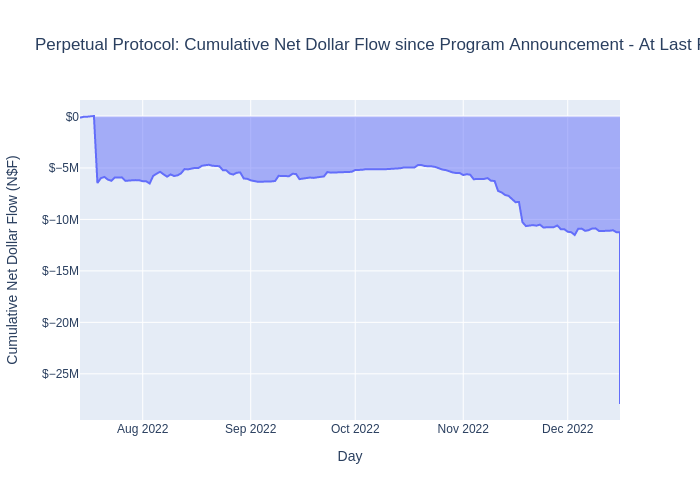 Perpetual Protocol: Cumulative Net Dollar Flow since Program Announcement - At Last
Cumulative Net Dollar Flow (N$F)
$0
$−5M
$−10M
$−15M
$−20M
$−25M
Aug 2022
Sep 2022
Oct 2022
Nov 2022
Dec 2022
Day